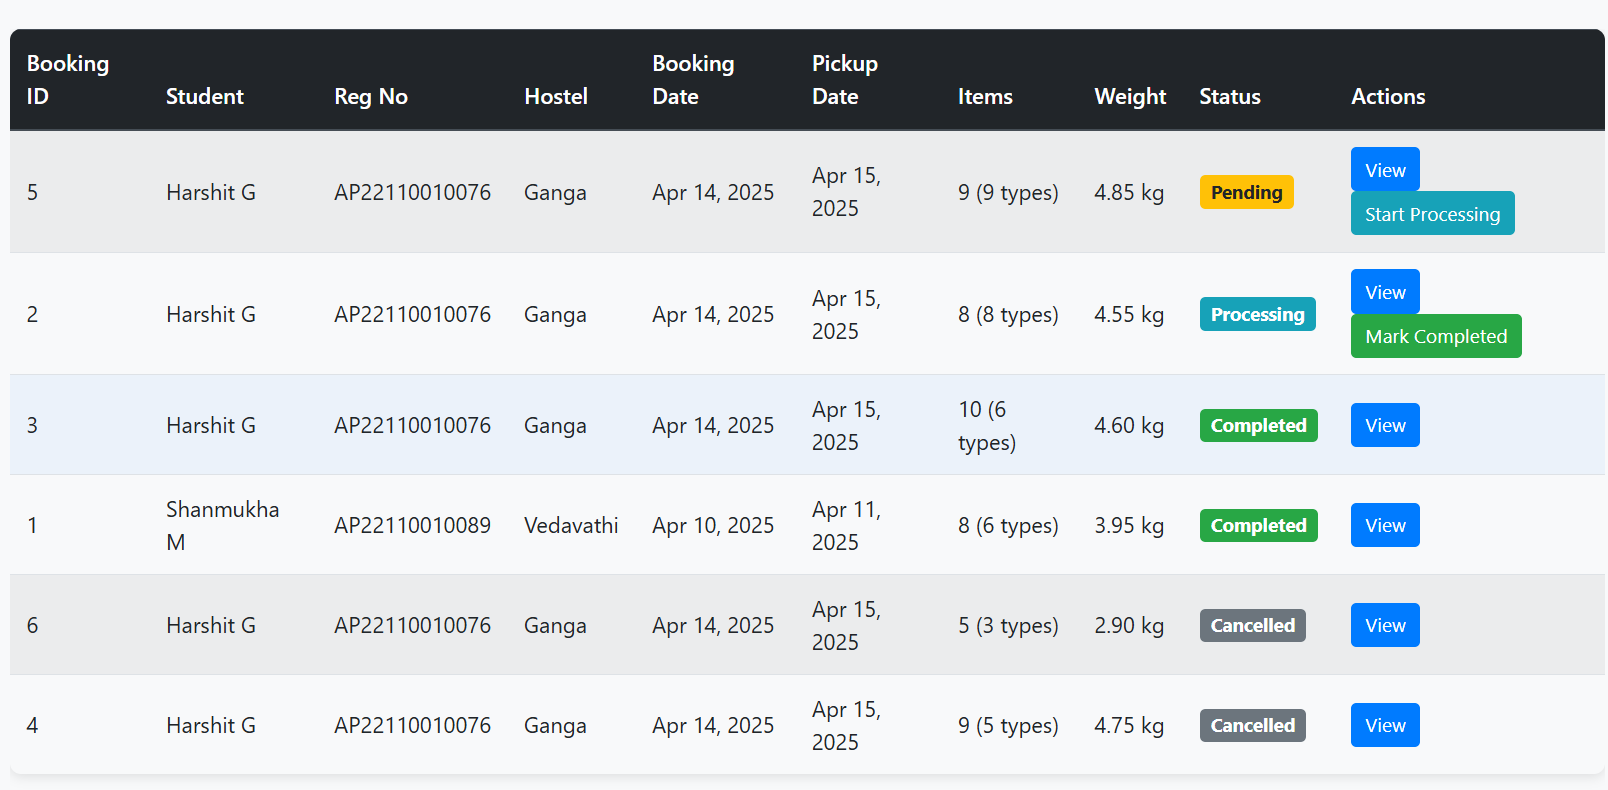 Booking ID Student Reg No Hostel Booking Date Pickup Date Items Weight Status Actions
5 Harshit G AP22110010076 Ganga Apr 14, 2025 Apr 15, 2025 9 (9 types) 4.85 kg Pending View Start Processing
2 Harshit G AP22110010076 Ganga Apr 14, 2025 Apr 15, 2025 8 (8 types) 4.55 kg Processing View Mark Completed
3 Harshit G AP22110010076 Ganga Apr 14, 2025 Apr 15, 2025 10 (6 types) 4.60 kg Completed View
1 Shanmukha M AP22110010089 Vedavathi Apr 10, 2025 Apr 11, 2025 8 (6 types) 3.95 kg Completed View
6 Harshit G AP22110010076 Ganga Apr 14, 2025 Apr 15, 2025 5 (3 types) 2.90 kg Cancelled View
4 Harshit G AP22110010076 Ganga Apr 14, 2025 Apr 15, 2025 9 (5 types) 4.75 kg Cancelled View